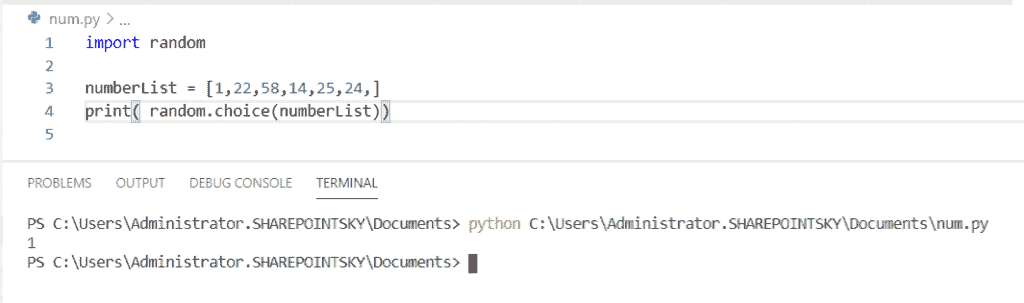 num.py > ...
1 import random
2
3 numberList = [1,22,58,14,25,24,]
4 print( random.choice(numberList))
5
PROBLEMS OUTPUT DEBUG CONSOLE TERMINAL
PS C:\Users\Administrator.SHAREPOINTSKY\Documents> python C:\Users\Administrator.SHAREPOINTSKY\Documents\num.py
1
PS C:\Users\Administrator.SHAREPOINTSKY\Documents>